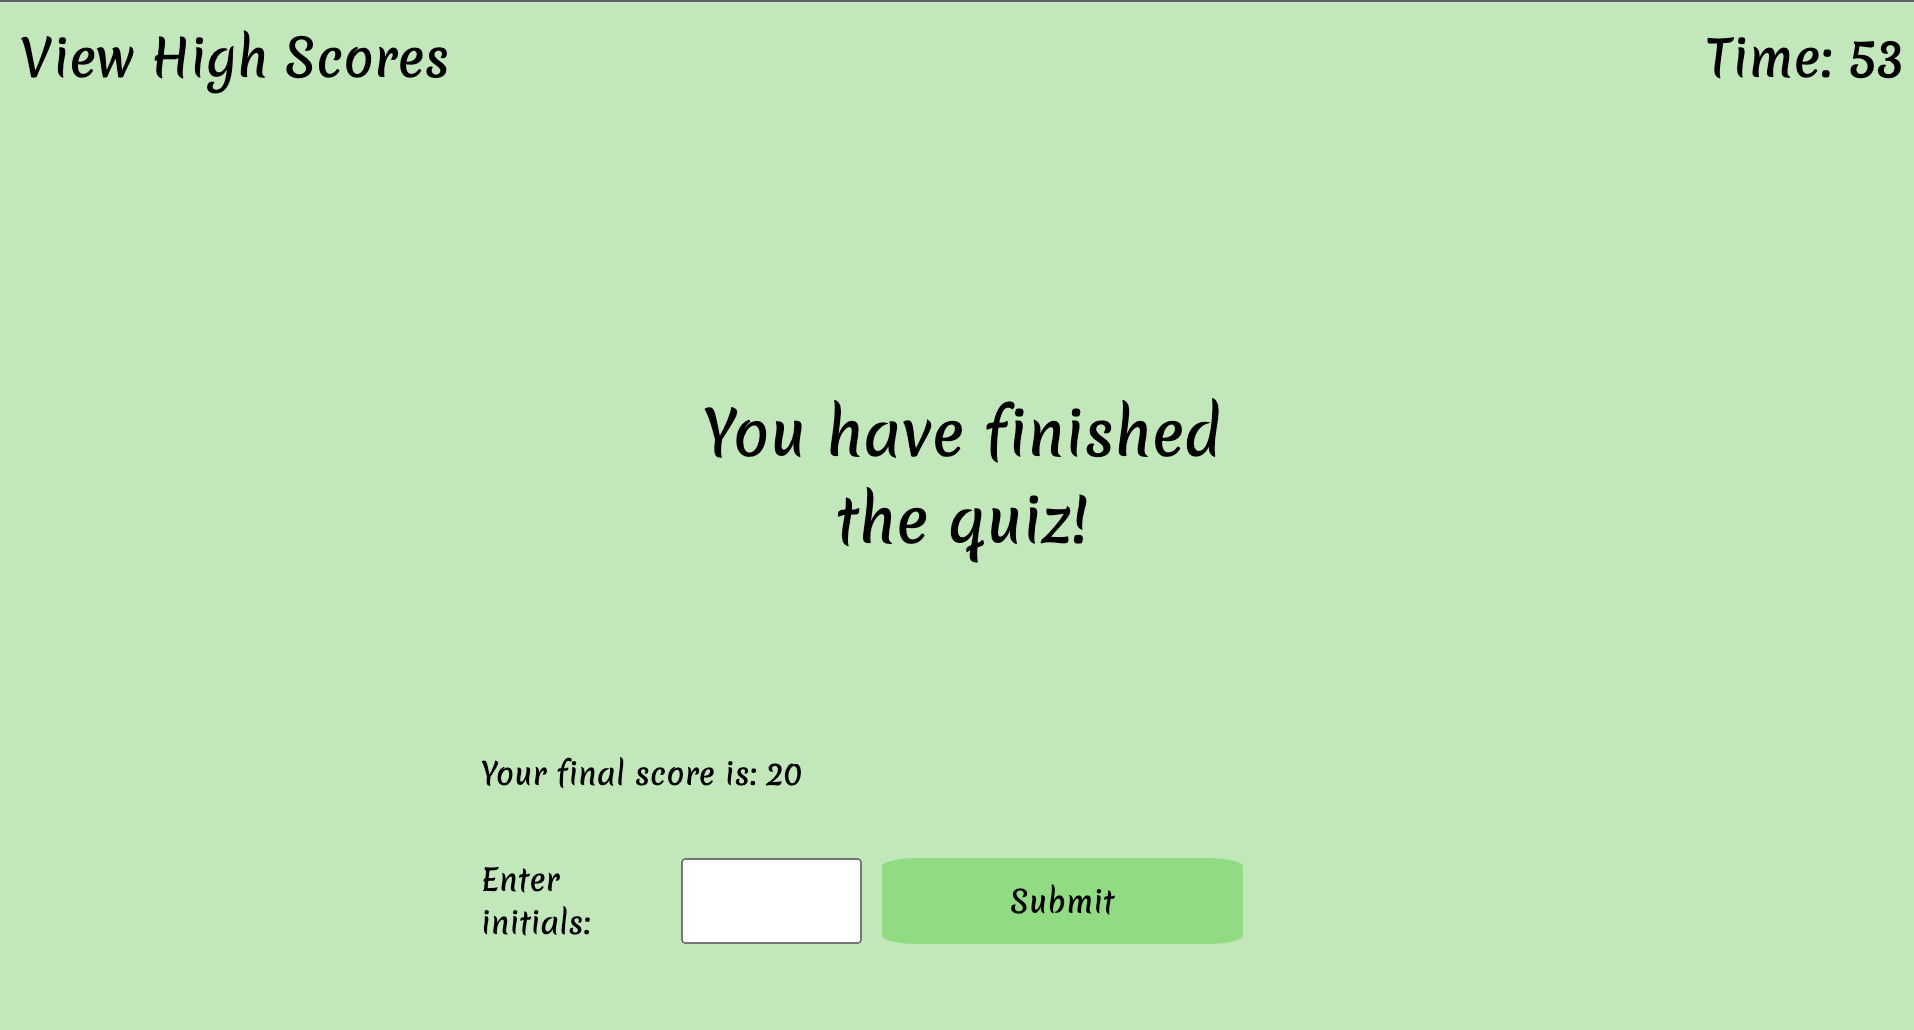 View High Scores
Time: 53
You have finished
the quiz!
Your final score is: 20
Enter
initials:
Submit